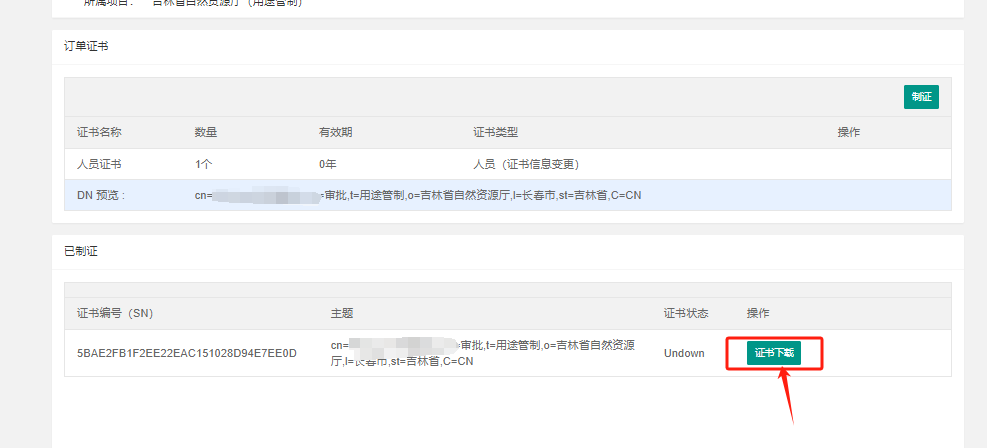 所属项目： 吉林省自然资源厅（用途管制）
订单证书
制证
证书名称 数量 有效期 证书类型 操作
人员证书 1个 0年 人员（证书信息变更）
DN 预览： cn= =审批,t=用途管制,o=吉林省自然资源厅,l=长春市,st=吉林省,C=CN
已制证
证书编号（SN） 主题 证书状态 操作
cn= =审批,t=用途管制,o=吉林省自然资源
5BAE2FB1F2EE22EAC151028D94E7EE0D Undown 证书下载
厅,l=长春市,st=吉林省,C=CN